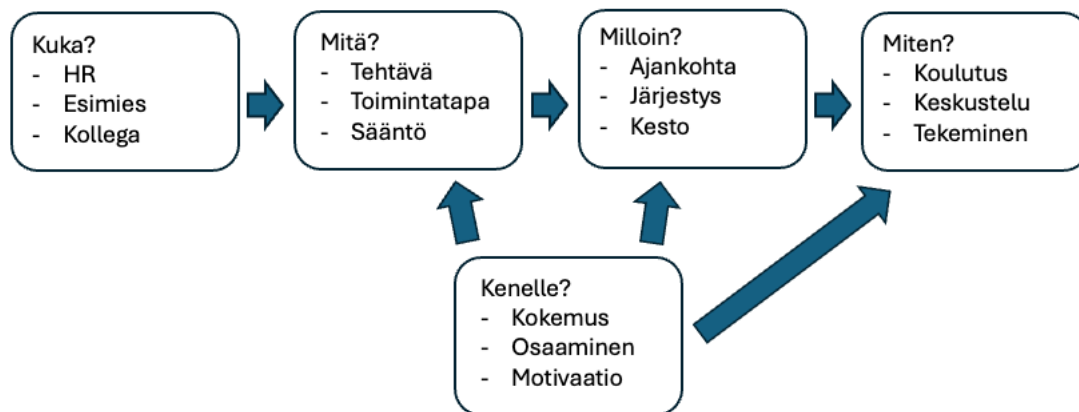 Kuka?
- HR
- Esimies
- Kollega
Mitä?
- Tehtävä
- Toimintatapa
- Sääntö
Milloin?
- Ajankohta
- Järjestys
- Kesto
Miten?
- Koulutus
- Keskustelu
- Tekeminen
Kenelle?
- Kokemus
- Osaaminen
- Motivaatio